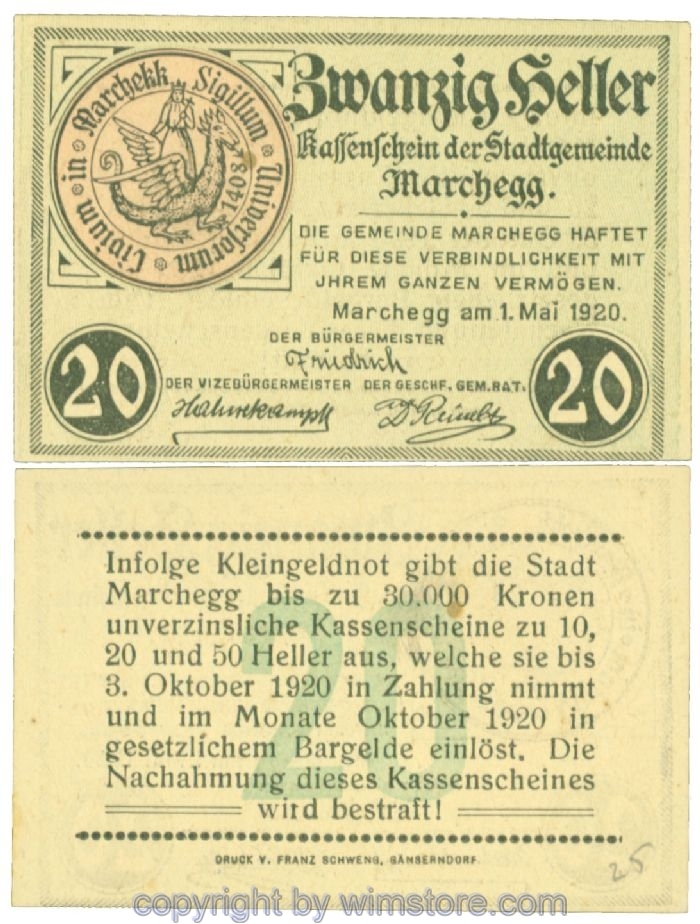 Sigillum Universorum Civium in Marchekk 1408
Zwanzig Heller
Kassenschein der Stadtgemeinde
Marchegg.
DIE GEMEINDE MARCHEGG HAFTET
FÜR DIESE VERBINDLICHKEIT MIT
JHREM GANZEN VERMÖGEN.
Marchegg am 1. Mai 1920.
DER BÜRGERMEISTER
Friedrich
DER VIZEBÜRGERMEISTER DER GESCHF. GEM. RAT.
20 20
Infolge Kleingeldnot gibt die Stadt
Marchegg bis zu 30.000 Kronen
unverzinsliche Kassenscheine zu 10,
20 und 50 Heller aus, welche sie bis
3. Oktober 1920 in Zahlung nimmt
und im Monate Oktober 1920 in
gesetzlichem Bargelde einlöst. Die
Nachahmung dieses Kassenscheines
wird bestraft!
20
DRUCK V. FRANZ SCHWENG, GÄNSERNDORF.
25
copyright by wimstore.com